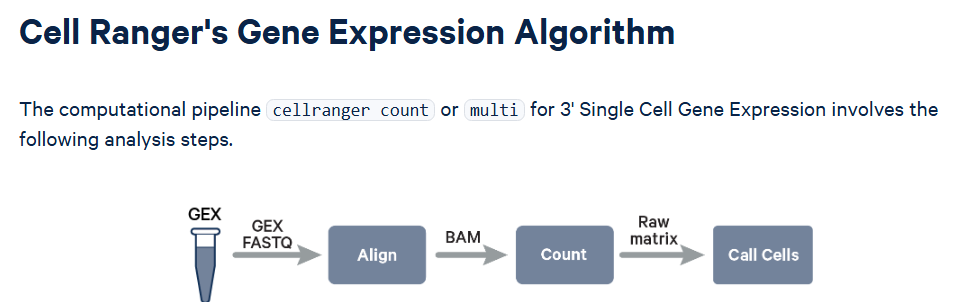 Cell Ranger's Gene Expression Algorithm
The computational pipeline cellranger count or multi for 3' Single Cell Gene Expression involves the
following analysis steps.
GEX
GEX
FASTQ
Align
BAM
Count
Raw
matrix
Call Cells